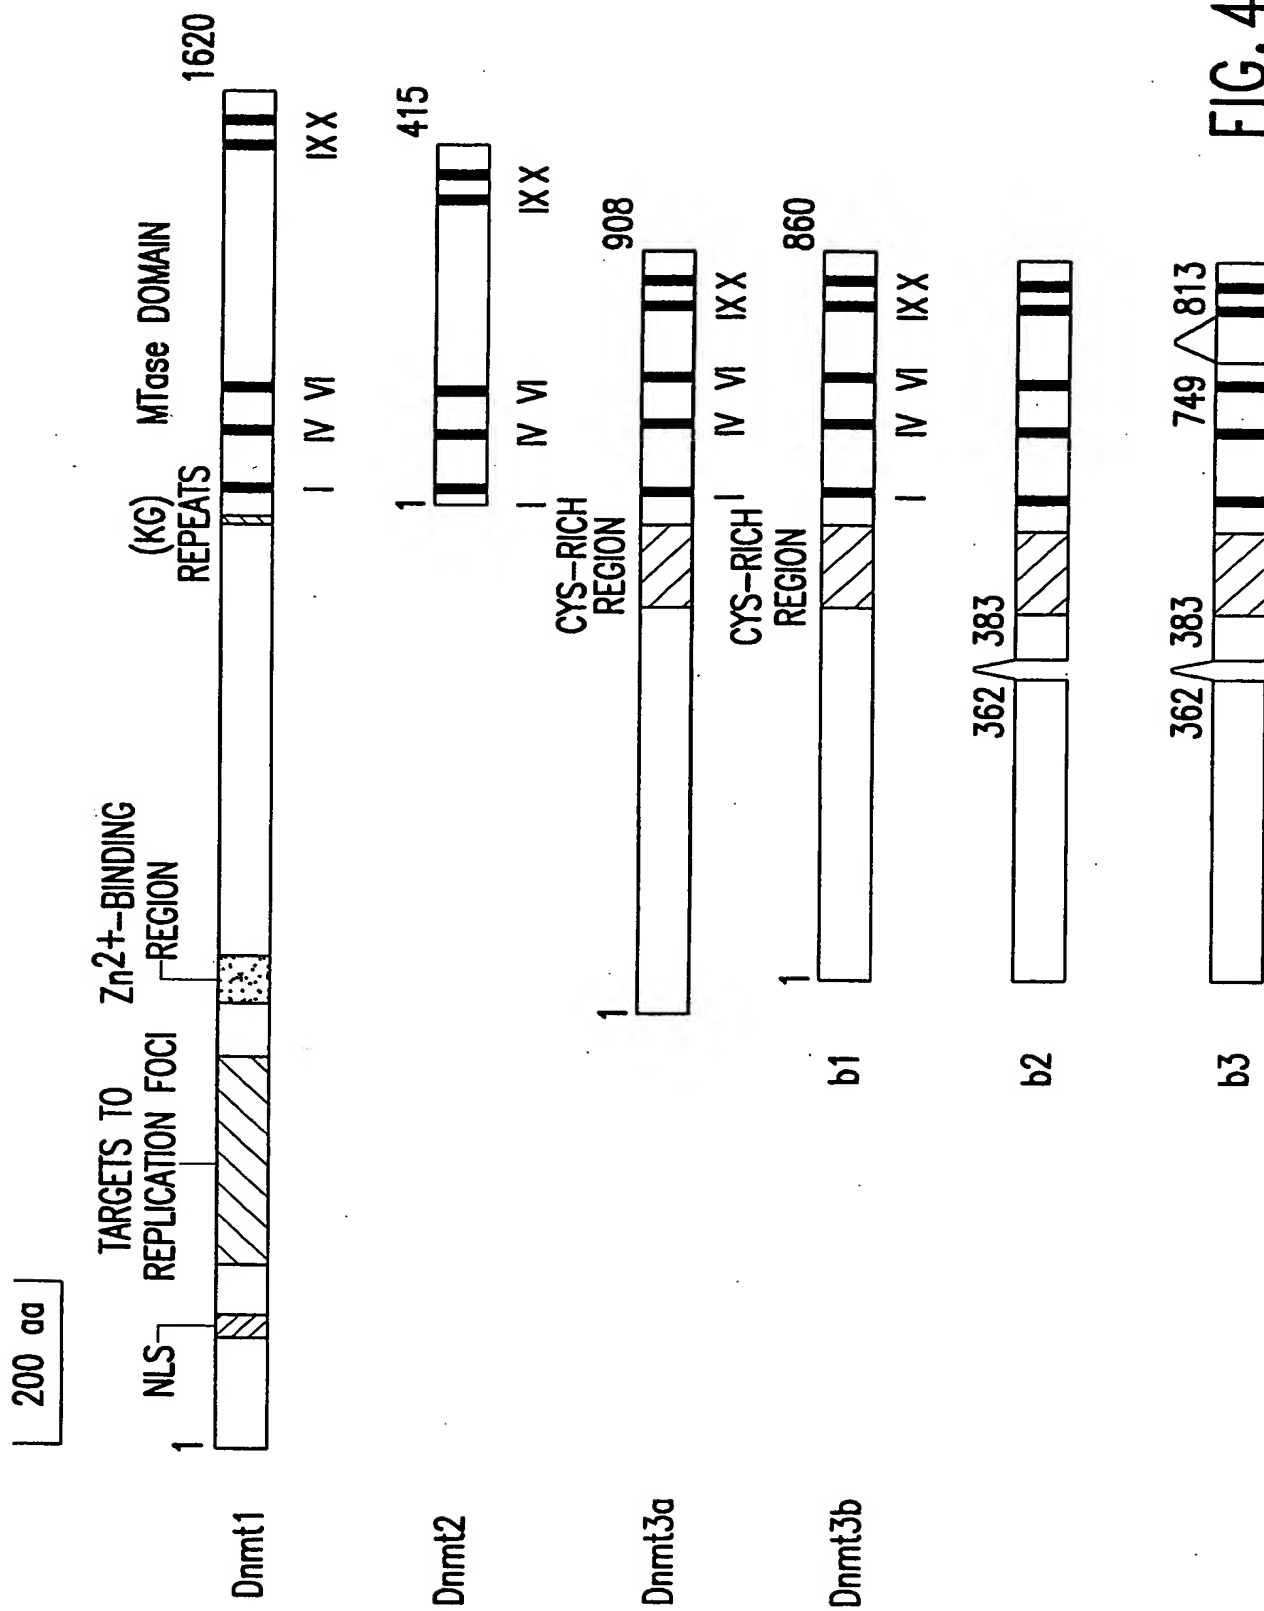 200 aa
TARGETS TO
REPLICATION FOCI
Zn2+-BINDING
REGION
(KG)
REPEATS
MTase DOMAIN
NLS
1
1620
Dnmt1
I IV VI IX X
1
415
Dnmt2
I IV VI IX X
CYS-RICH
REGION
1
908
Dnmt3a
I IV VI IX X
CYS-RICH
REGION
1
860
Dnmt3b
b1
I IV VI IX X
362 383
b2
362 383
749 813
b3
FIG. 4